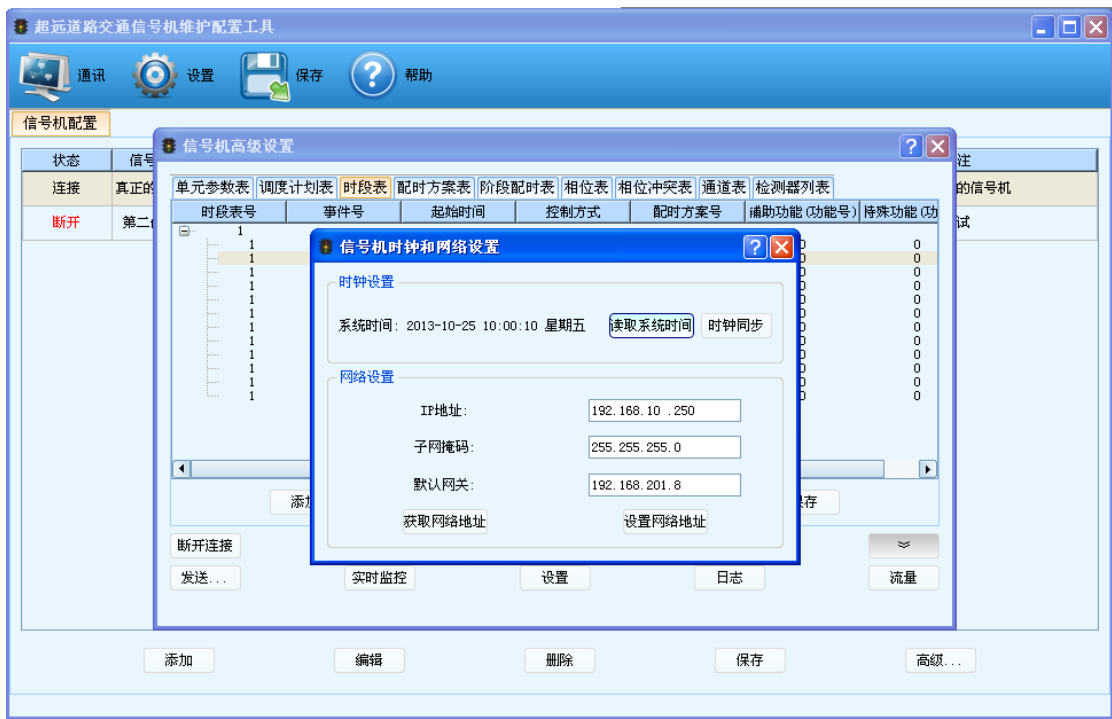 超远道路交通信号机维护配置工具
通讯 设置 保存 帮助
信号机配置
状态 信号 注
连接 真正的 的信号机
断开 试
信号机高级设置
单元参数表 调度计划表 时段表 配时方案表 阶段配时表 相位表 相位冲突表 通道表 检测器列表
时段表号 事件号 起始时间 控制方式 配时方案号 辅助功能(功能号) 特殊功能(功
1
1 0
1 0
1 0
1 0
1 0
1 0
1 0
1 0
1 0
1 0
1 0
1 0
信号机时钟和网络设置
时钟设置
系统时间: 2013-10-25 10:00:10 星期五 读取系统时间 时钟同步
网络设置
IP地址: 192.168.10 .250
子网掩码: 255.255.255.0
默认网关: 192.168.201.8
获取网络地址 设置网络地址
断开连接
发送... 实时监控 设置 日志 流量
添加 编辑 删除 保存 高级...